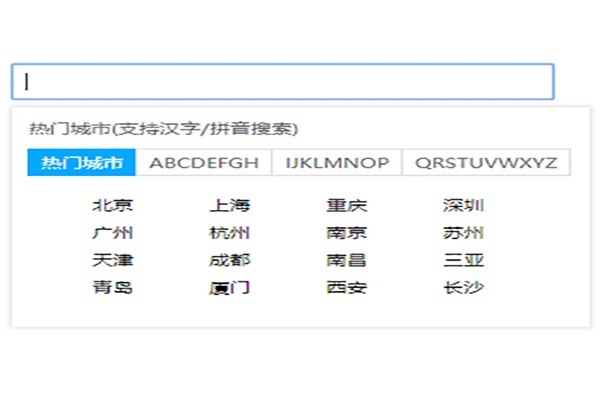 热门城市(支持汉字/拼音搜索)
热门城市 ABCDEFGH IJKLMNOP QRSTUVWXYZ
北京 上海 重庆 深圳
广州 杭州 南京 苏州
天津 成都 南昌 三亚
青岛 厦门 西安 长沙